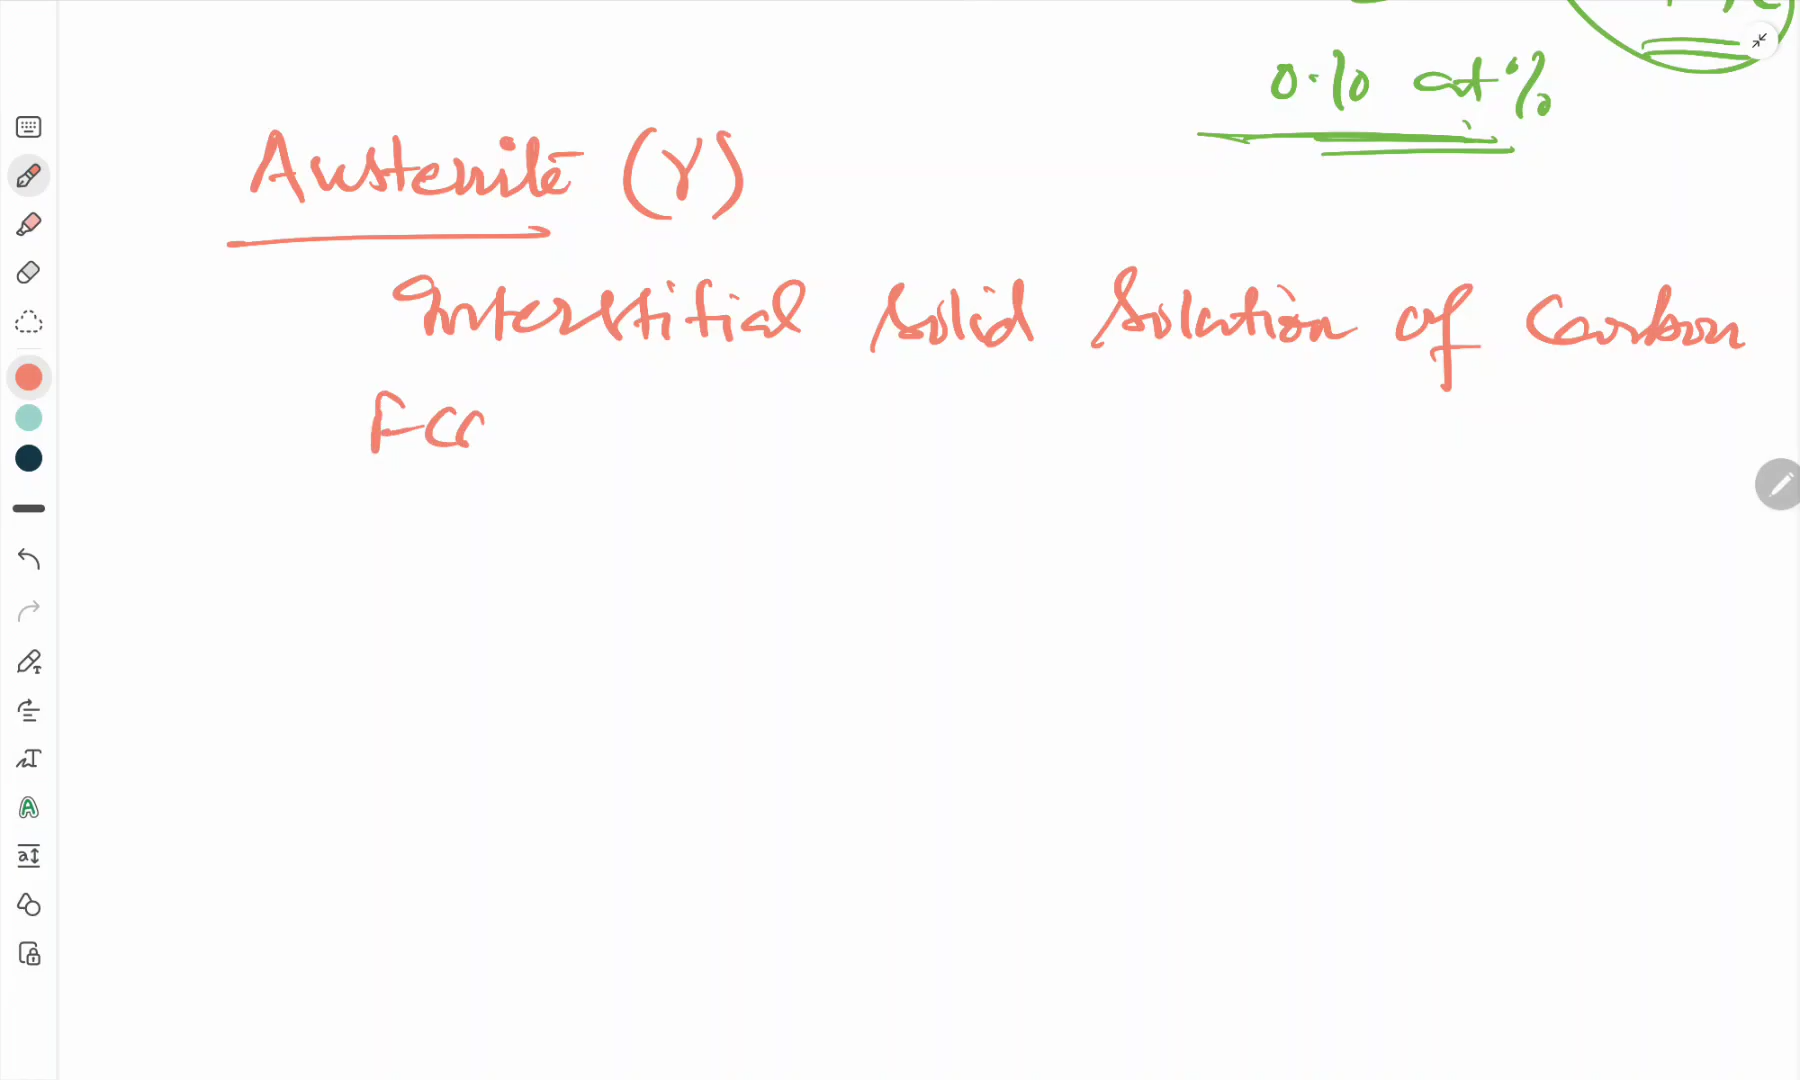 0.10 at%
Austenite (γ)
Interstitial solid solution of carbon
FCC